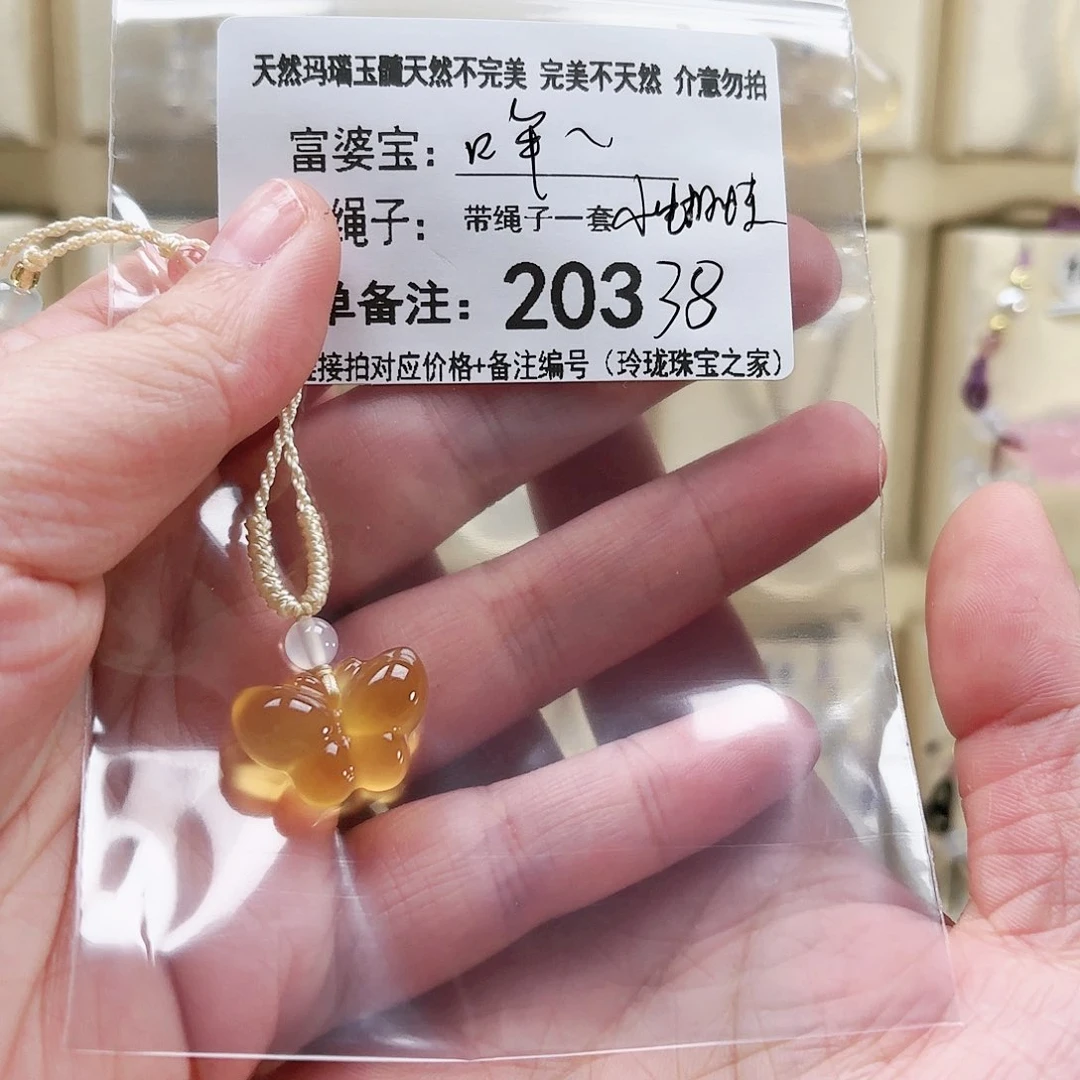 天然玛瑙玉髓天然不完美 完美不天然 介意勿拍
富婆宝：哖～
绳子：带绳子一套
单备注：20338
接拍对应价格+备注编号（玲珑珠宝之家）